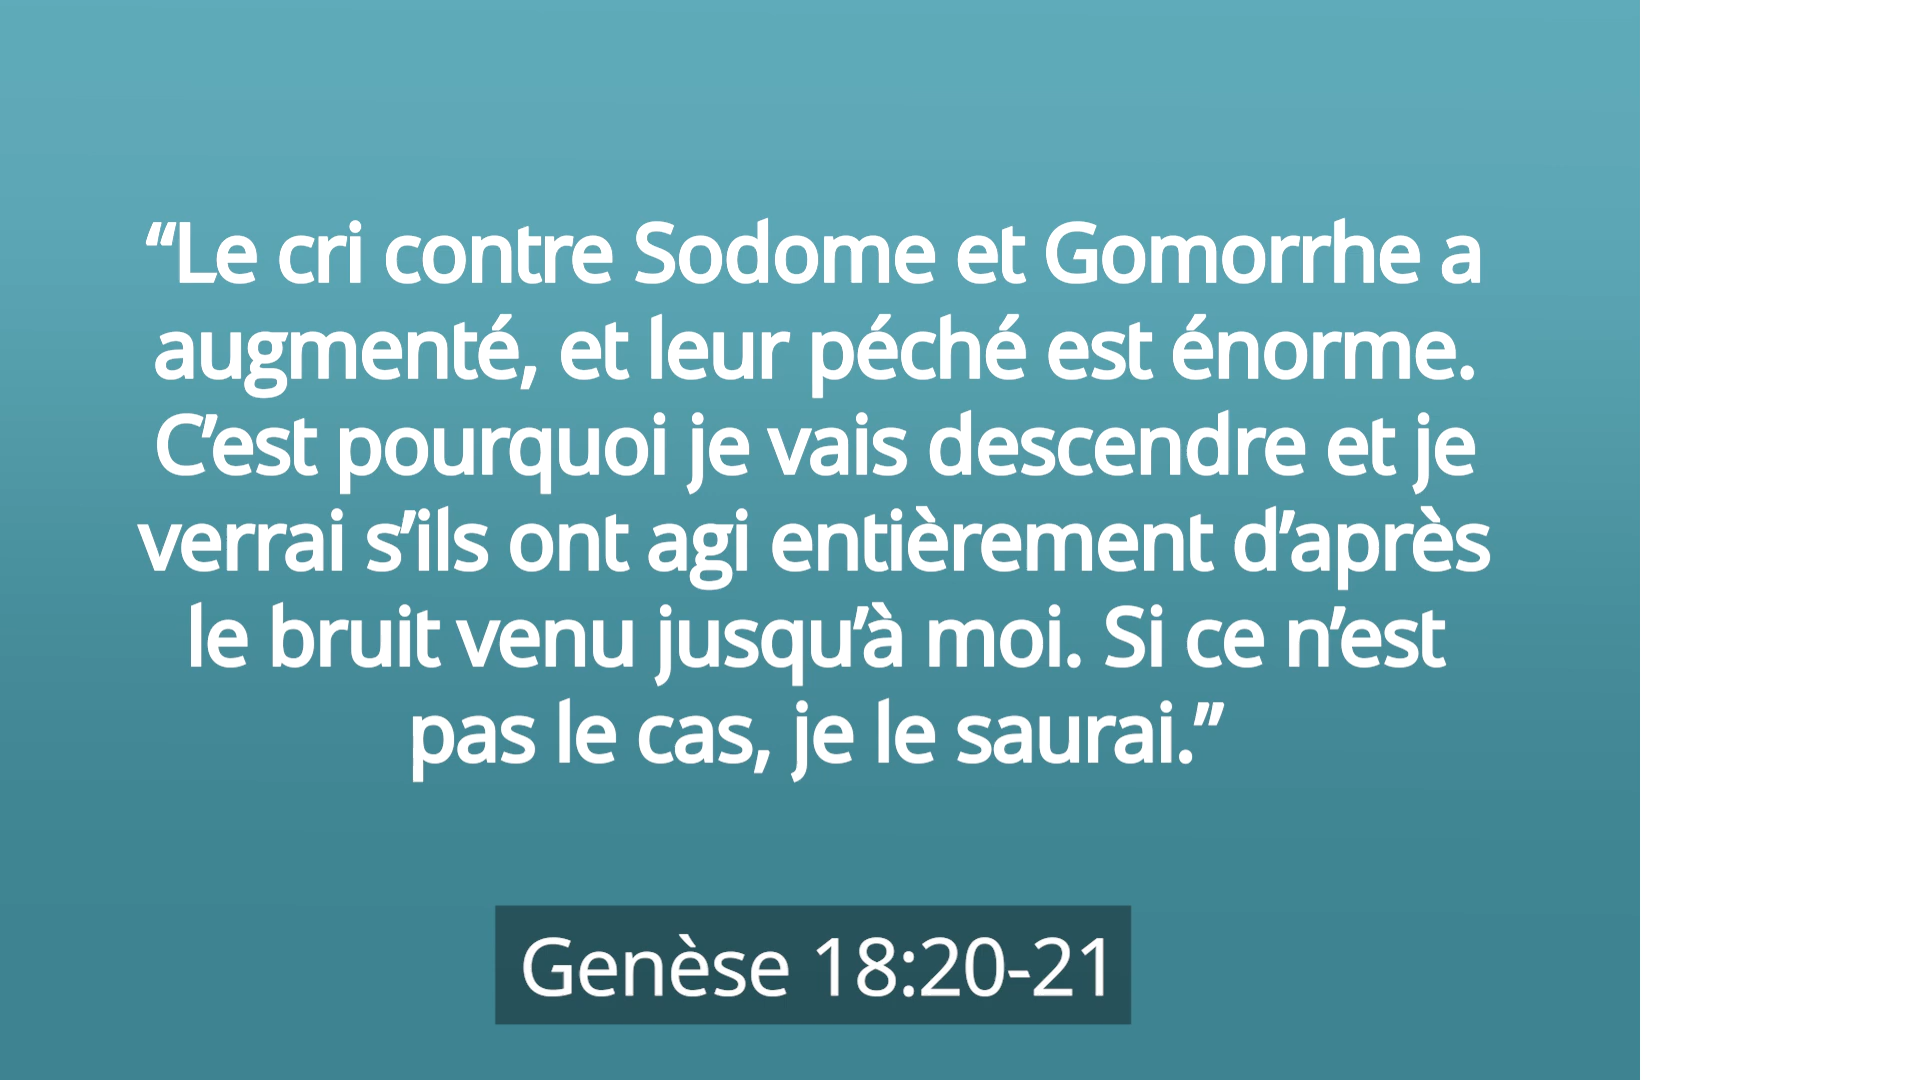 “Le cri contre Sodome et Gomorrhe a
augmenté, et leur péché est énorme.
C’est pourquoi je vais descendre et je
verrai s’ils ont agi entièrement d’après
le bruit venu jusqu’à moi. Si ce n’est
pas le cas, je le saurai.”
Genèse 18:20-21